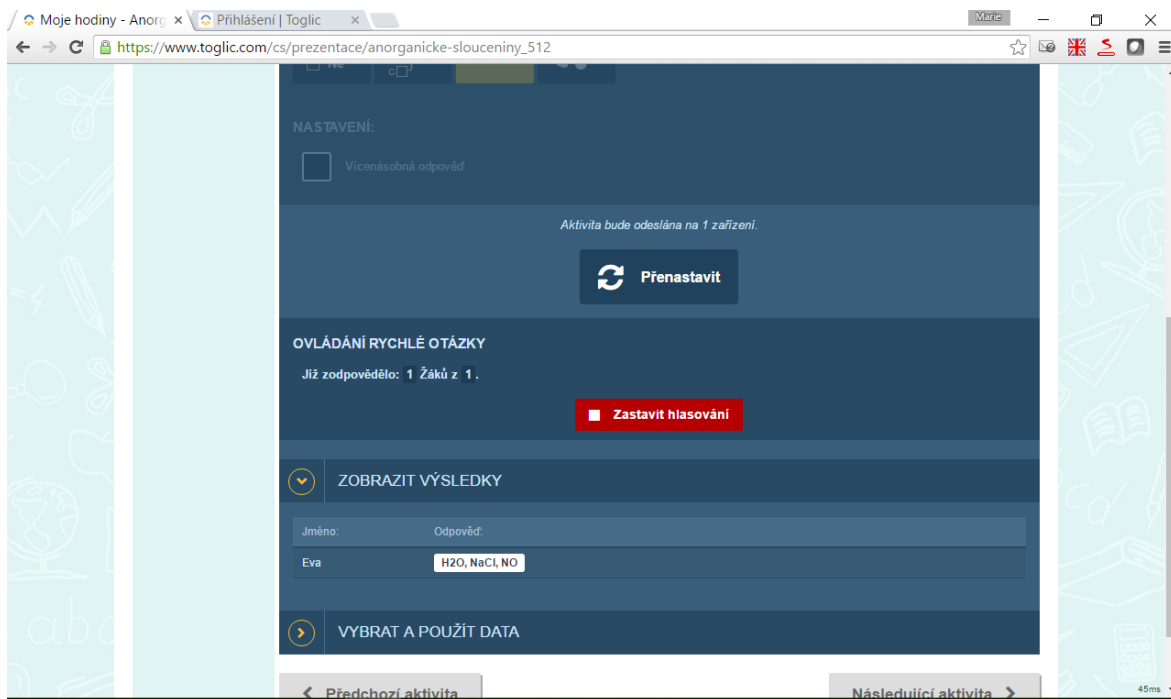 Moje hodiny - Anorg
Přihlášení | Toglic
Marie
https://www.toglic.com/cs/prezentace/anorganicke-slouceniny_512
Ne
c
NASTAVENÍ:
Vícenásobná odpověď
Aktivita bude odeslána na 1 zařízení.
Přenastavit
OVLÁDÁNÍ RYCHLÉ OTÁZKY
Již zodpovědělo: 1 Žáků z 1 .
Zastavit hlasování
ZOBRAZIT VÝSLEDKY
Jméno: Odpověď:
Eva H2O, NaCl, NO
VYBRAT A POUŽÍT DATA
Předchozí aktivita
Následující aktivita
45ms